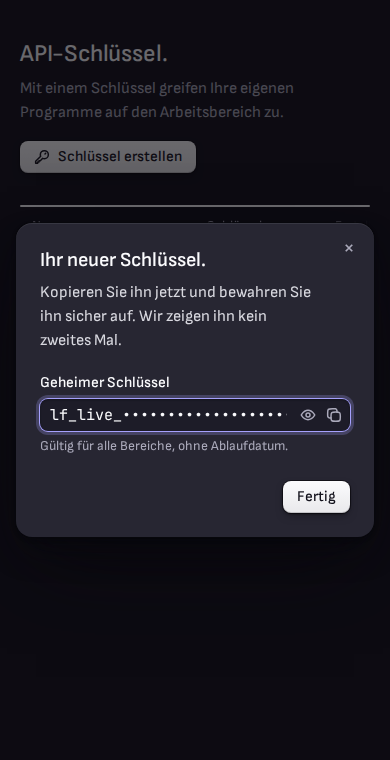 API-Schlüssel.
Mit einem Schlüssel greifen Ihre eigenen
Programme auf den Arbeitsbereich zu.
Schlüssel erstellen
Ihr neuer Schlüssel.
Kopieren Sie ihn jetzt und bewahren Sie
ihn sicher auf. Wir zeigen ihn kein
zweites Mal.
Geheimer Schlüssel
lf_live_••••••••••••••••••
Gültig für alle Bereiche, ohne Ablaufdatum.
Fertig